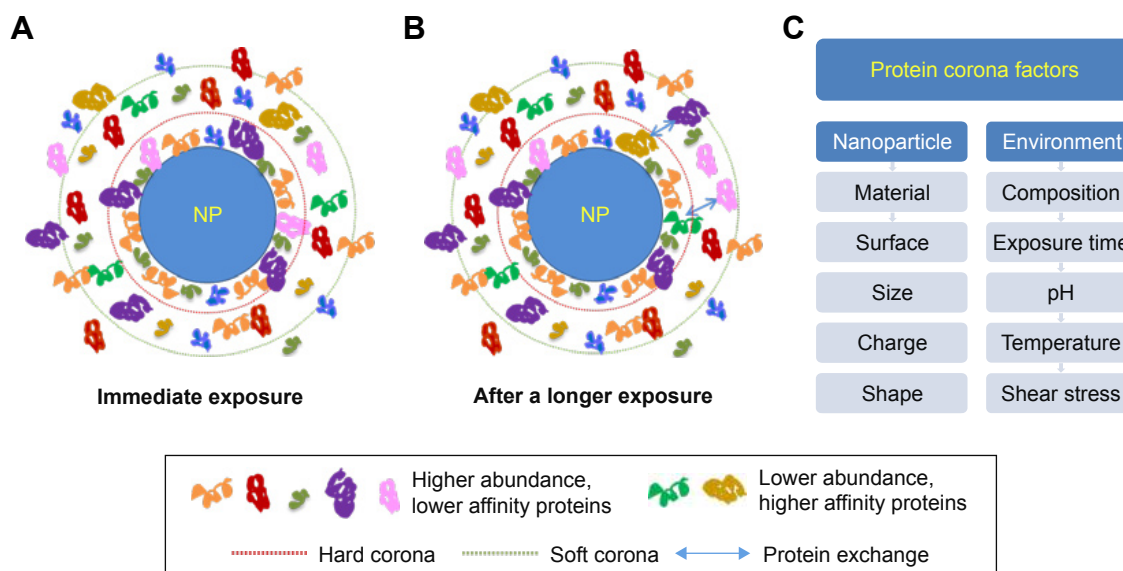 A
B
C
NP
NP
Immediate exposure
After a longer exposure
Protein corona factors
Nanoparticle
Environment
Material
Composition
Surface
Exposure time
Size
pH
Charge
Temperature
Shape
Shear stress
Higher abundance,
lower affinity proteins
Lower abundance,
higher affinity proteins
Hard corona
Soft corona
Protein exchange